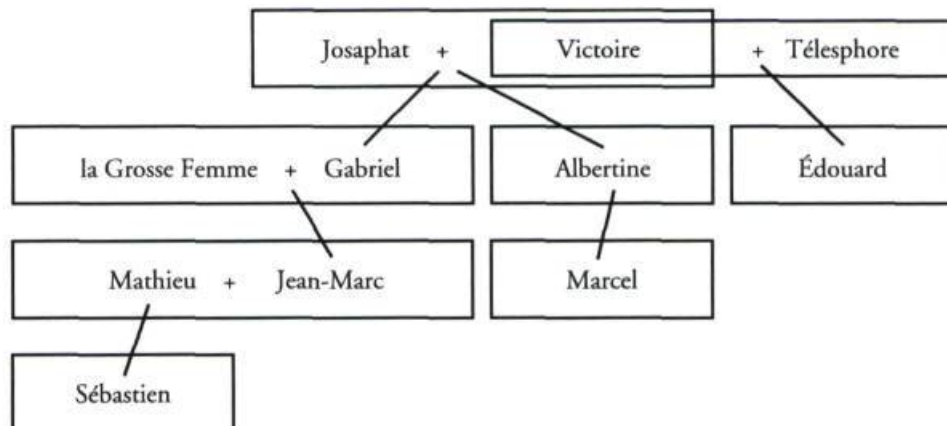 Josaphat + Victoire + Télesphore
la Grosse Femme + Gabriel Albertine Édouard
Mathieu + Jean-Marc Marcel
Sébastien